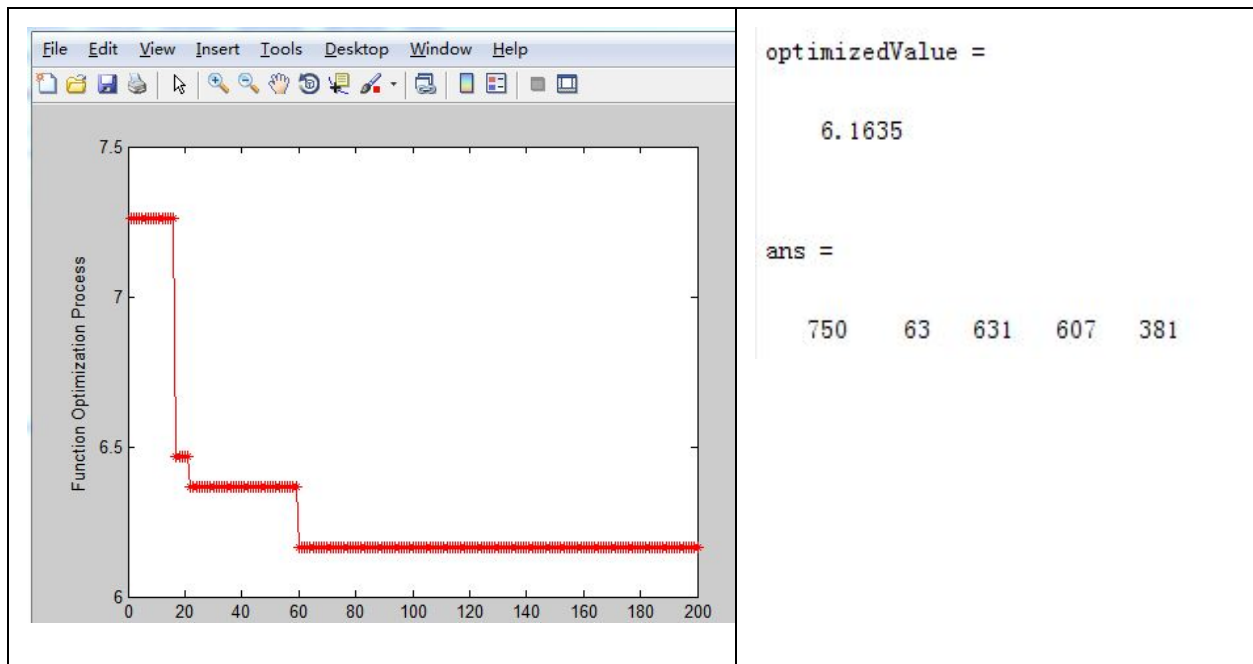 File Edit View Insert Tools Desktop Window Help
7.5
7
6.5
6
Function Optimization Process
0 20 40 60 80 100 120 140 160 180 200
optimizedValue =
6.1635
ans =
750 63 631 607 381